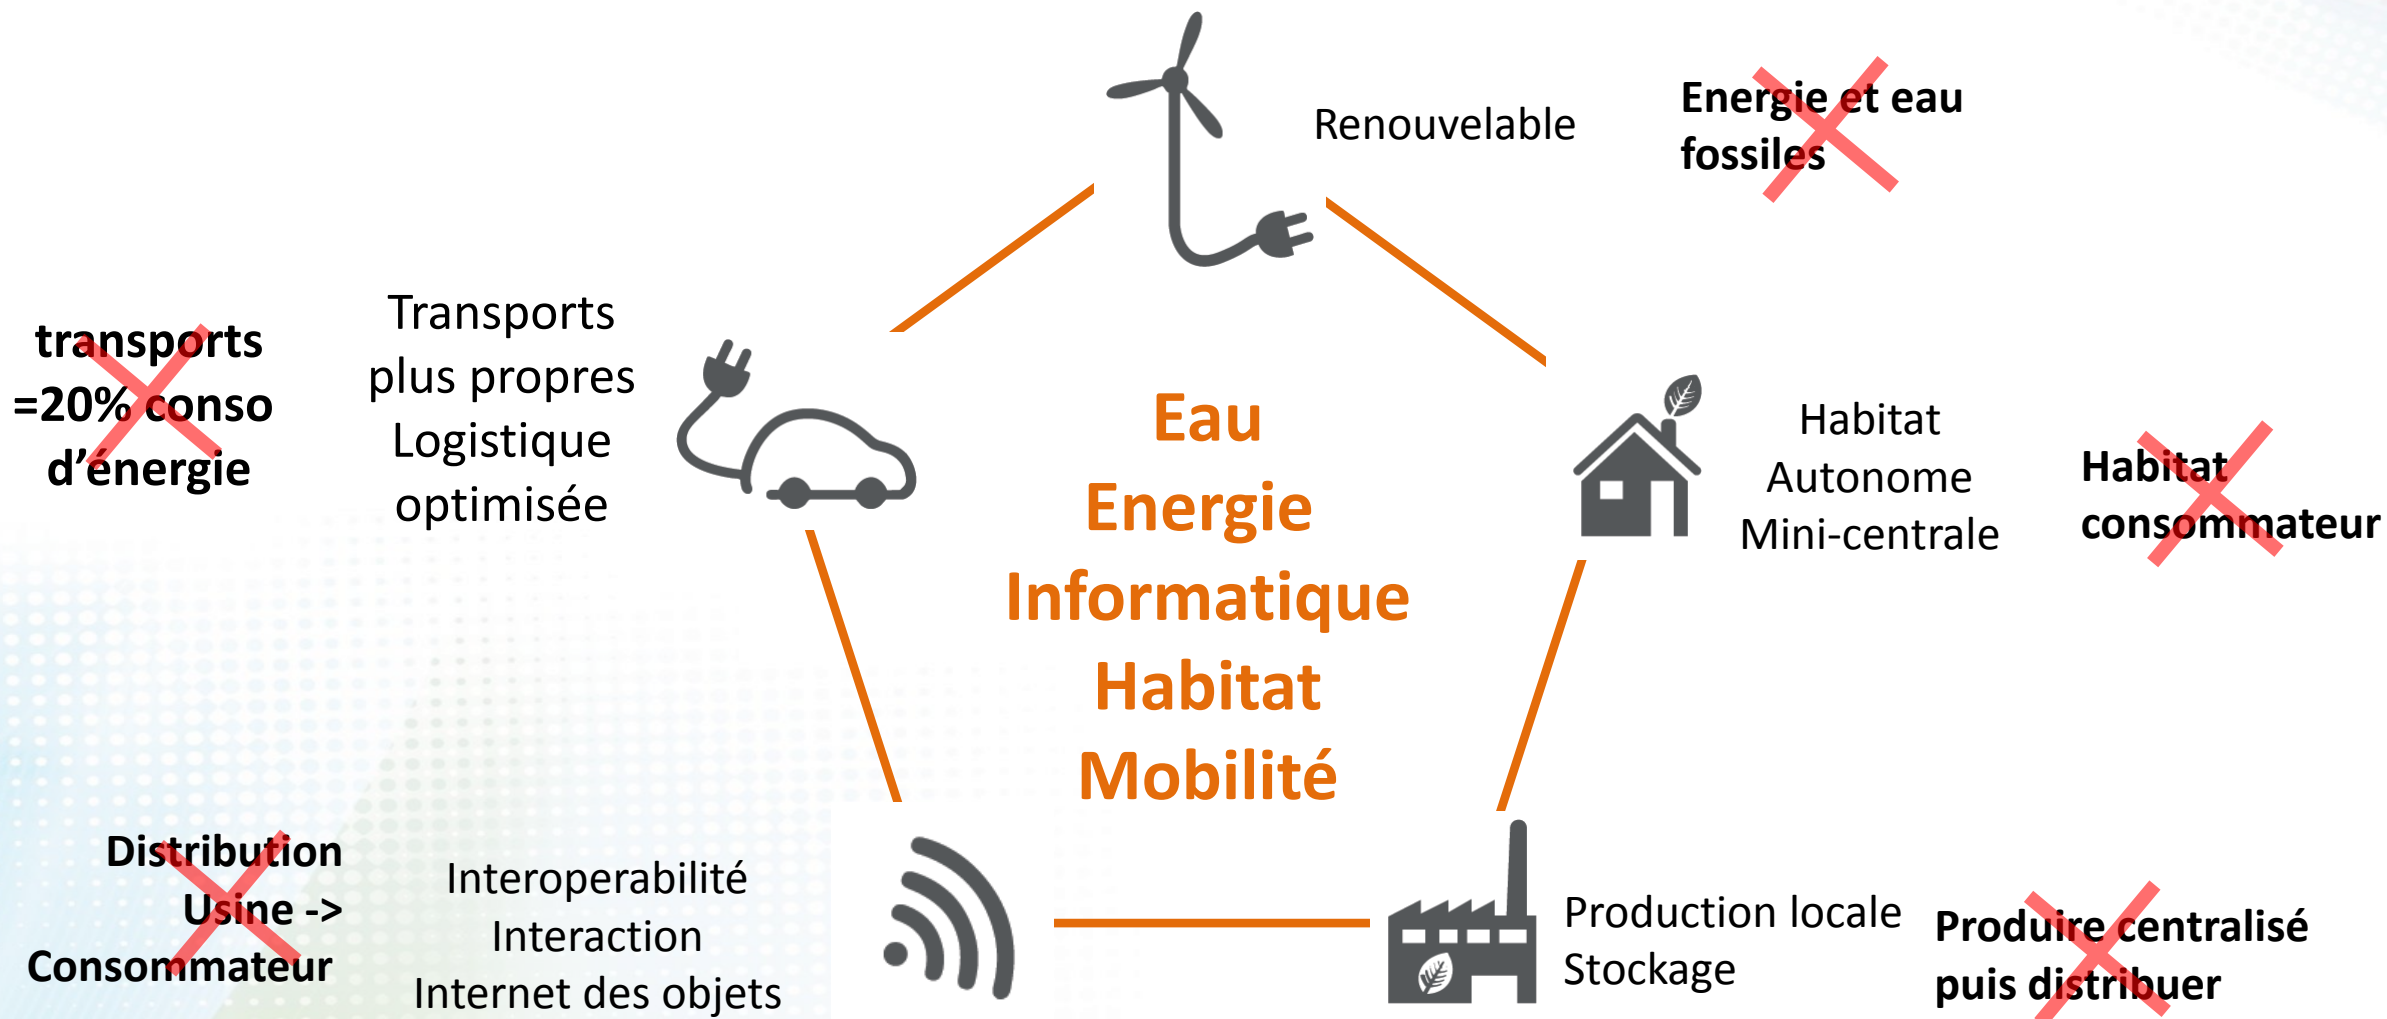 Renouvelable
Energie et eau
fossiles
transports
=20% conso
d’énergie
Transports
plus propres
Logistique
optimisée
Eau
Energie
Informatique
Habitat
Mobilité
Habitat
Autonome
Mini-centrale
Habitat
consommateur
Distribution
Usine ->
Consommateur
Interoperabilité
Interaction
Internet des objets
Production locale
Stockage
Produire centralisé
puis distribuer